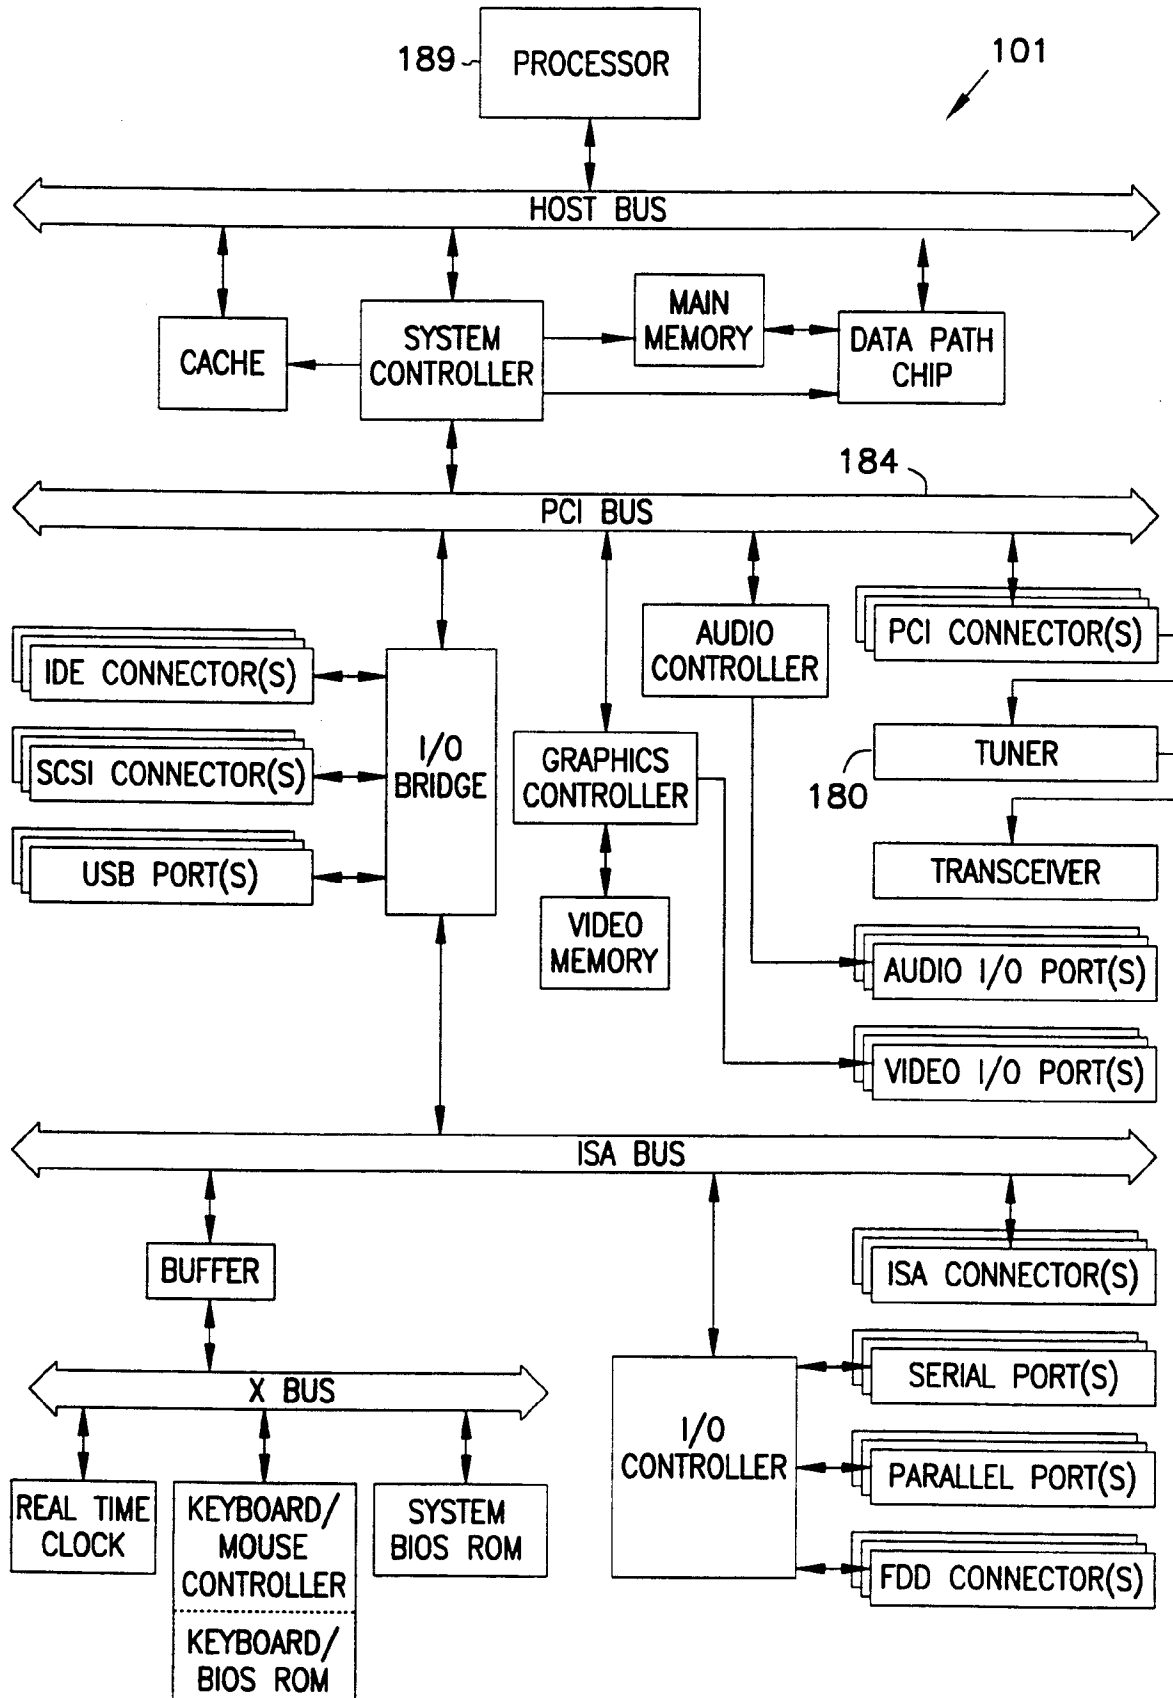 189
PROCESSOR
101
HOST BUS
CACHE
SYSTEM
CONTROLLER
MAIN
MEMORY
DATA PATH
CHIP
184
PCI BUS
IDE CONNECTOR(S)
SCSI CONNECTOR(S)
USB PORT(S)
I/O
BRIDGE
GRAPHICS
CONTROLLER
VIDEO
MEMORY
AUDIO
CONTROLLER
PCI CONNECTOR(S)
TUNER
180
TRANSCEIVER
AUDIO I/O PORT(S)
VIDEO I/O PORT(S)
ISA BUS
BUFFER
X BUS
REAL TIME
CLOCK
KEYBOARD/
MOUSE
CONTROLLER
KEYBOARD/
BIOS ROM
SYSTEM
BIOS ROM
I/O
CONTROLLER
ISA CONNECTOR(S)
SERIAL PORT(S)
PARALLEL PORT(S)
FDD CONNECTOR(S)